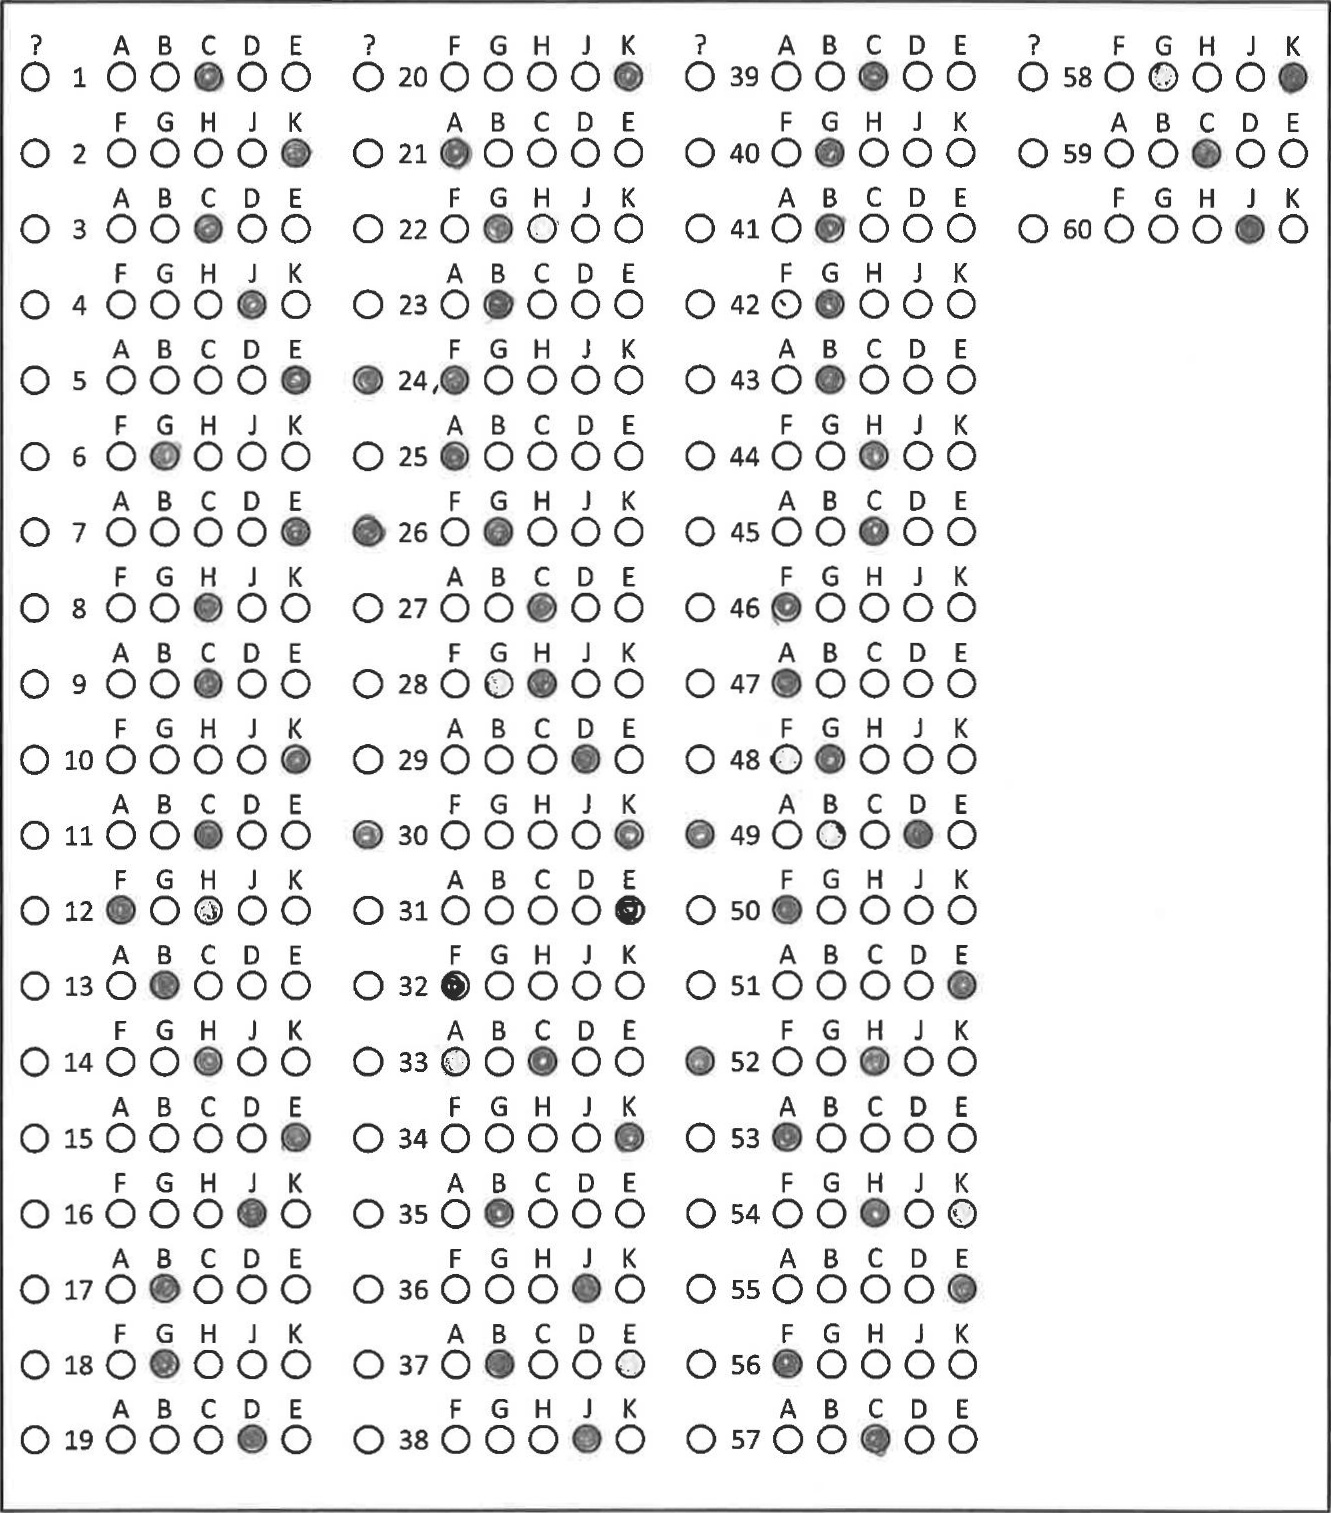 ? A B C D E ? F G H J K ? A B C D E ? F G H J K
1 20 39 58
F G H J K A B C D E F G H J K A B C D E
2 21 40 59
A B C D E F G H J K A B C D E F G H J K
3 22 41 60
F G H J K A B C D E F G H J K
4 23 42
A B C D E F G H J K A B C D E
5 24 43
F G H J K A B C D E F G H J K
6 25 44
A B C D E F G H J K A B C D E
7 26 45
F G H J K A B C D E F G H J K
8 27 46
A B C D E F G H J K A B C D E
9 28 47
F G H J K A B C D E F G H J K
10 29 48
A B C D E F G H J K A B C D E
11 30 49
F G H J K A B C D E F G H J K
12 31 50
A B C D E F G H J K A B C D E
13 32 51
F G H J K A B C D E F G H J K
14 33 52
A B C D E F G H J K A B C D E
15 34 53
F G H J K A B C D E F G H J K
16 35 54
A B C D E F G H J K A B C D E
17 36 55
F G H J K A B C D E F G H J K
18 37 56
A B C D E F G H J K A B C D E
19 38 57